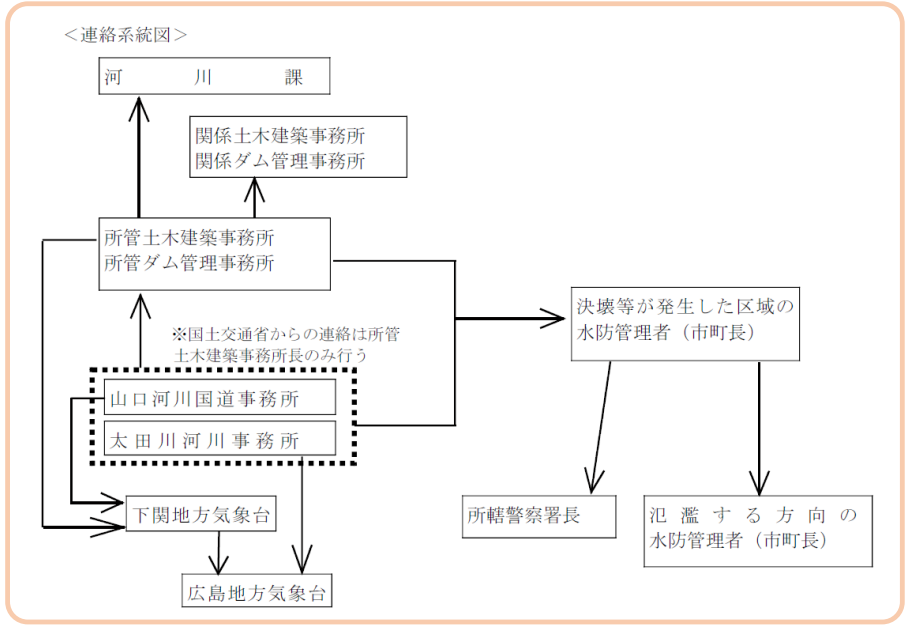 ＜連絡系統図＞
河川課
関係土木建築事務所
関係ダム管理事務所
所管土木建築事務所
所管ダム管理事務所
決壊等が発生した区域の
水防管理者（市町長）
※国土交通省からの連絡は所管
土木建築事務所長のみ行う
山口河川国道事務所
太田川河川事務所
下関地方気象台
所轄警察署長
氾濫する方向の
水防管理者（市町長）
広島地方気象台